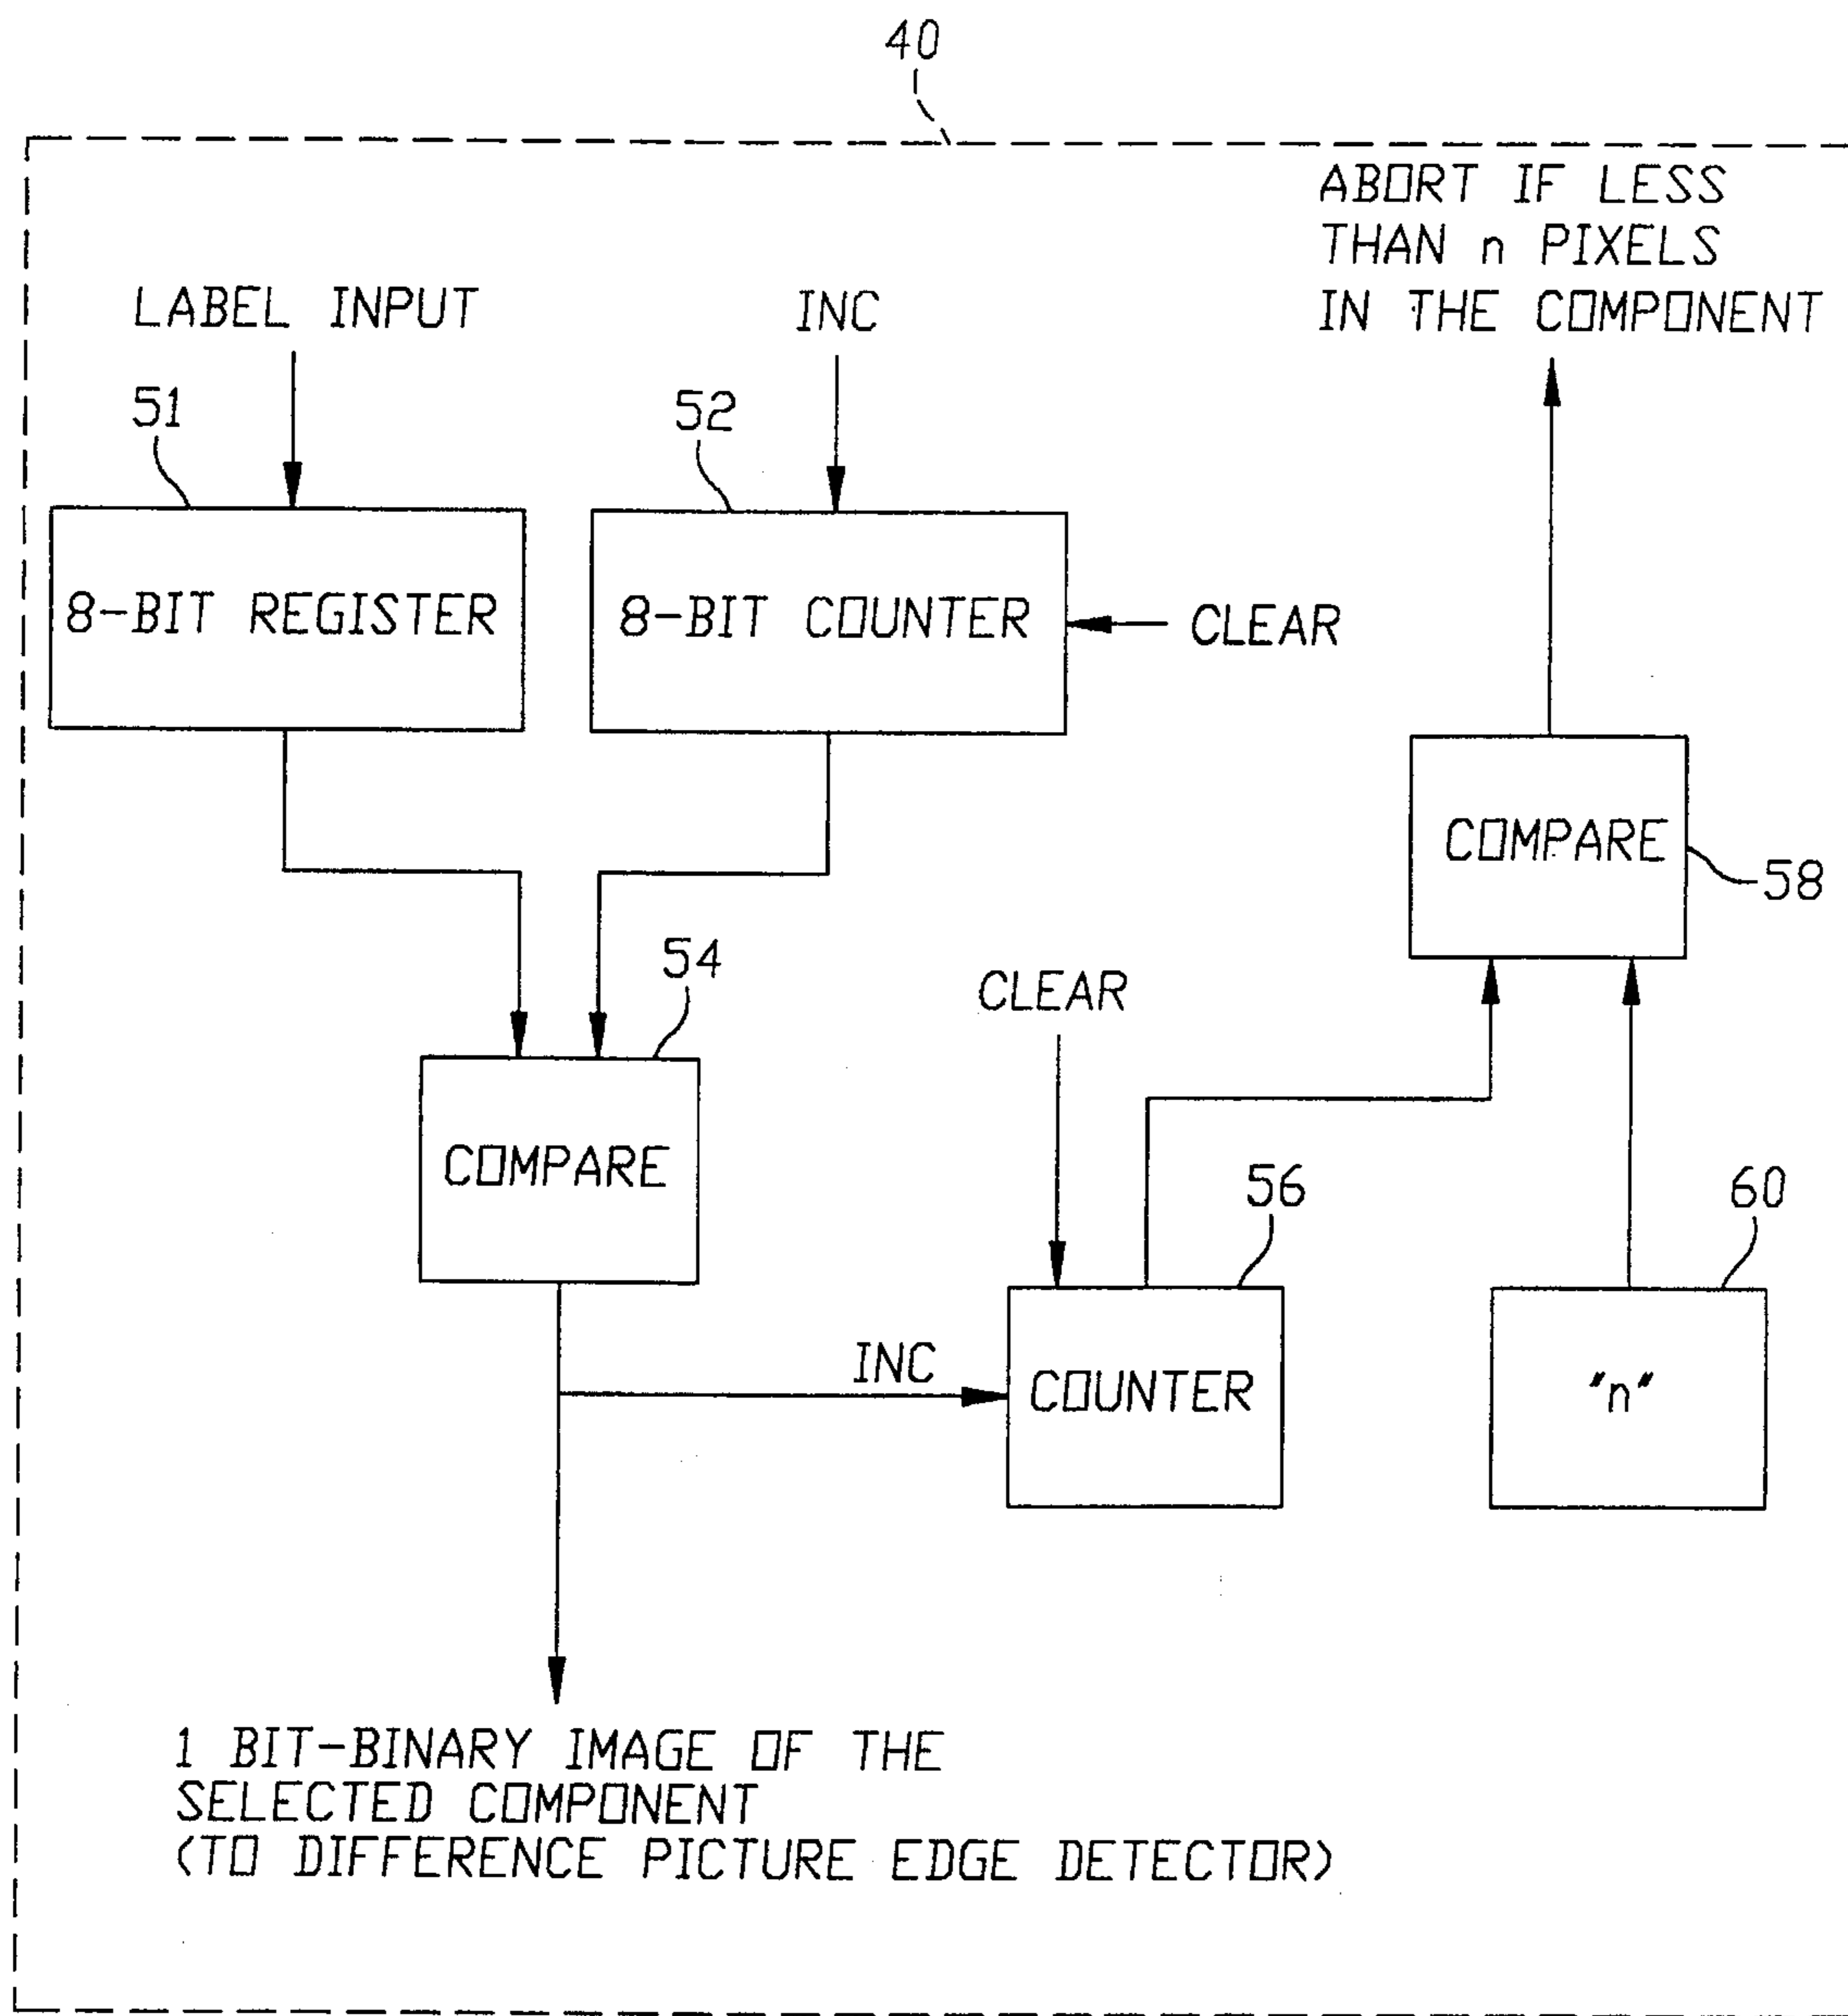 40
ABORT IF LESS
THAN n PIXELS
IN THE COMPONENT
LABEL INPUT
INC
51
52
8-BIT REGISTER
8-BIT COUNTER
CLEAR
COMPARE
58
54
CLEAR
COMPARE
56
60
INC
COUNTER
"n"
1 BIT-BINARY IMAGE OF THE
SELECTED COMPONENT
(TO DIFFERENCE PICTURE EDGE DETECTOR)